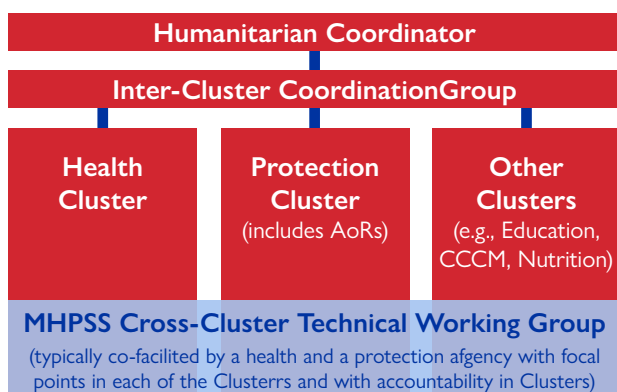 Humanitarian Coordinator
Inter-Cluster CoordinationGroup
Health
Cluster
Protection
Cluster
(includes AoRs)
Other
Clusters
(e.g., Education,
CCCM, Nutrition)
MHPSS Cross-Cluster Technical Working Group
(typically co-facilited by a health and a protection afgency with focal
points in each of the Clusterrs and with accountability in Clusters)